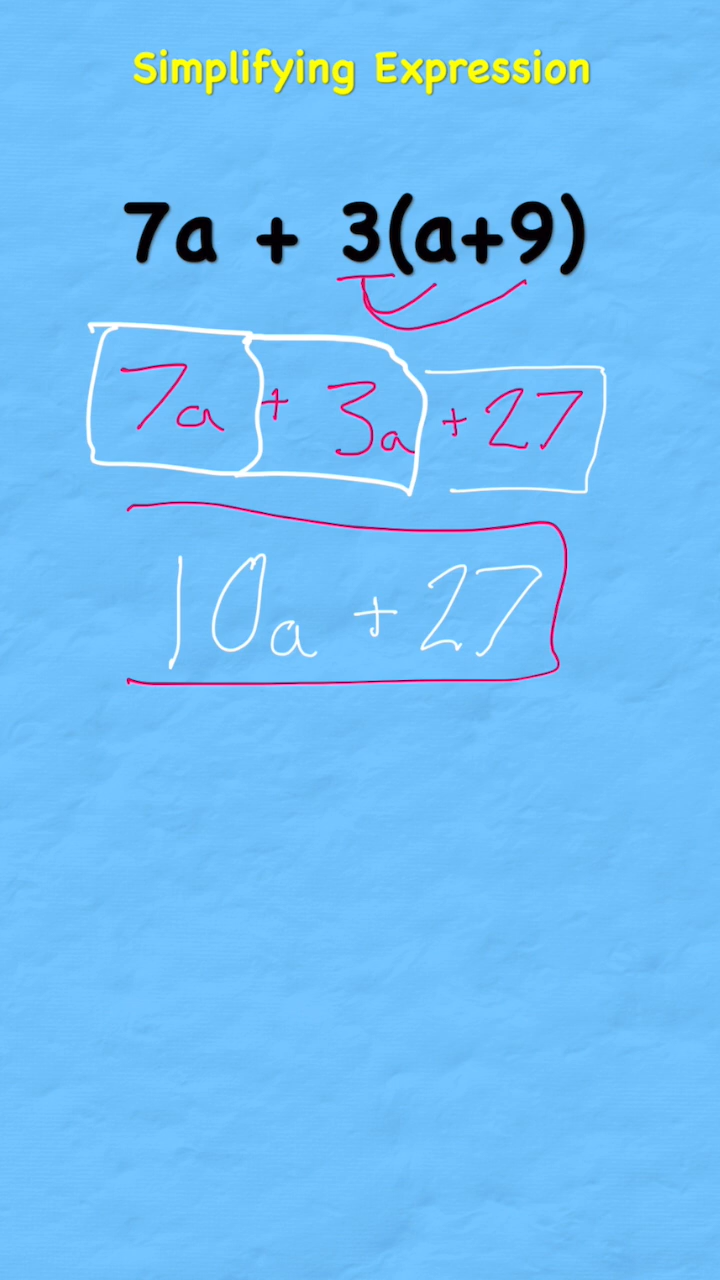 Simplifying Expression
7a + 3(a+9)
7a + 3a + 27
10a + 27